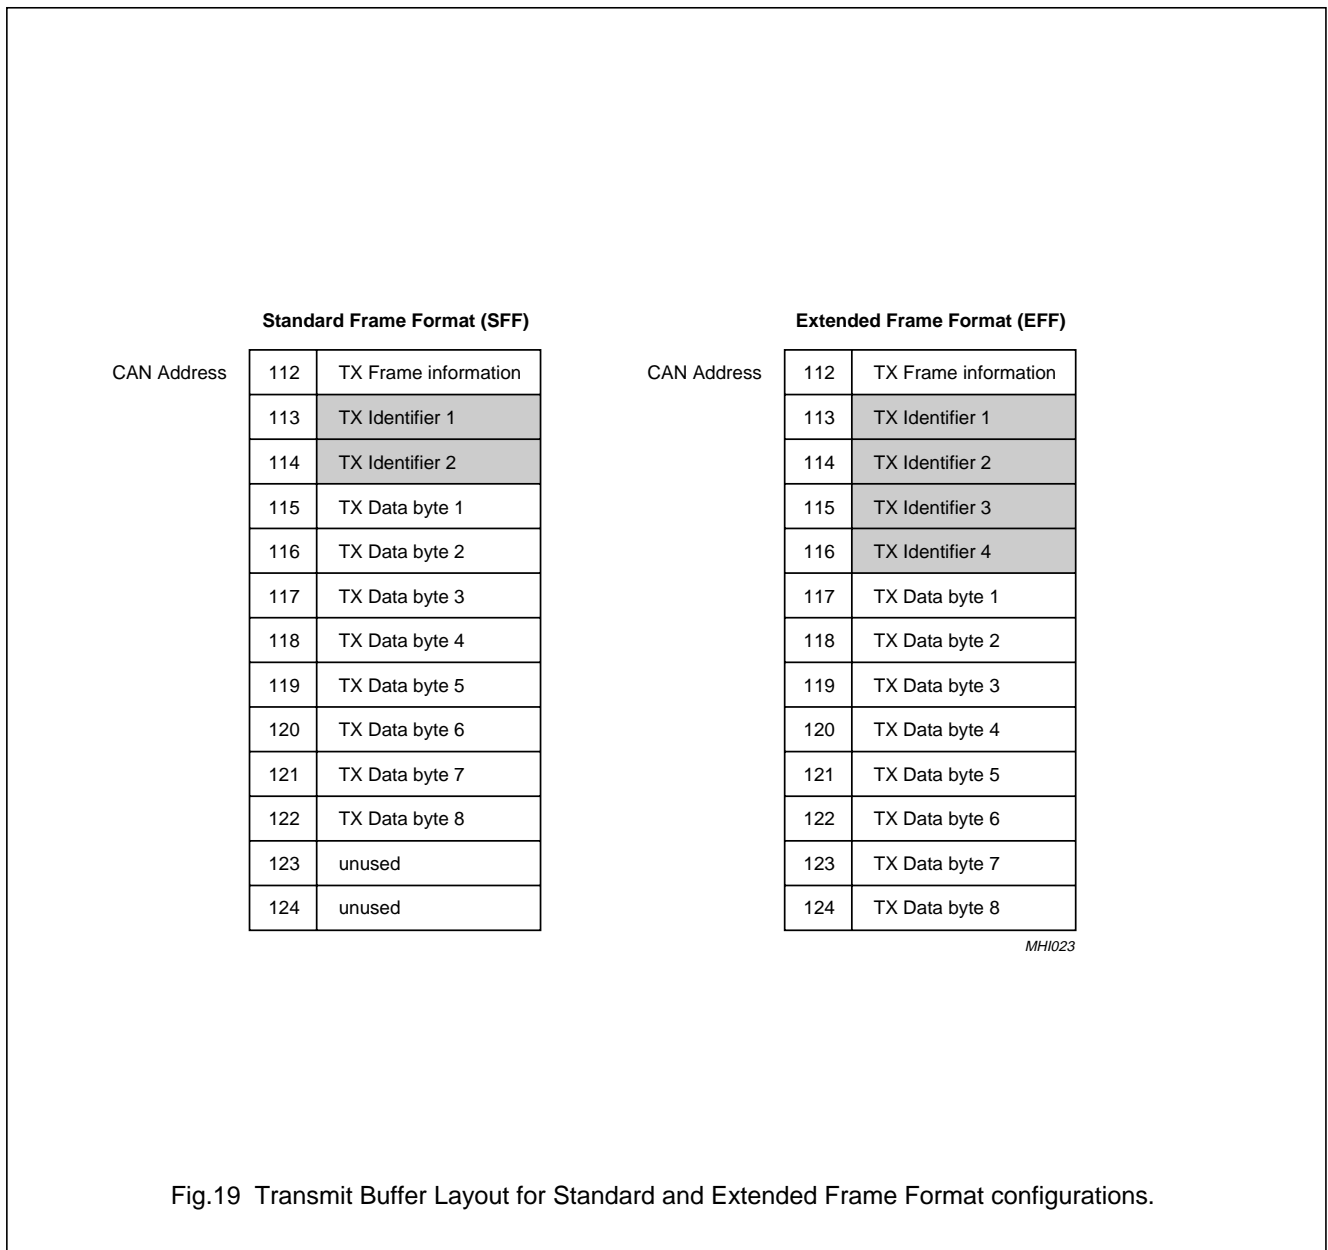 Standard Frame Format (SFF)
CAN Address 112 TX Frame information
113 TX Identifier 1
114 TX Identifier 2
115 TX Data byte 1
116 TX Data byte 2
117 TX Data byte 3
118 TX Data byte 4
119 TX Data byte 5
120 TX Data byte 6
121 TX Data byte 7
122 TX Data byte 8
123 unused
124 unused
Extended Frame Format (EFF)
CAN Address 112 TX Frame information
113 TX Identifier 1
114 TX Identifier 2
115 TX Identifier 3
116 TX Identifier 4
117 TX Data byte 1
118 TX Data byte 2
119 TX Data byte 3
120 TX Data byte 4
121 TX Data byte 5
122 TX Data byte 6
123 TX Data byte 7
124 TX Data byte 8
MHI023
Fig.19 Transmit Buffer Layout for Standard and Extended Frame Format configurations.